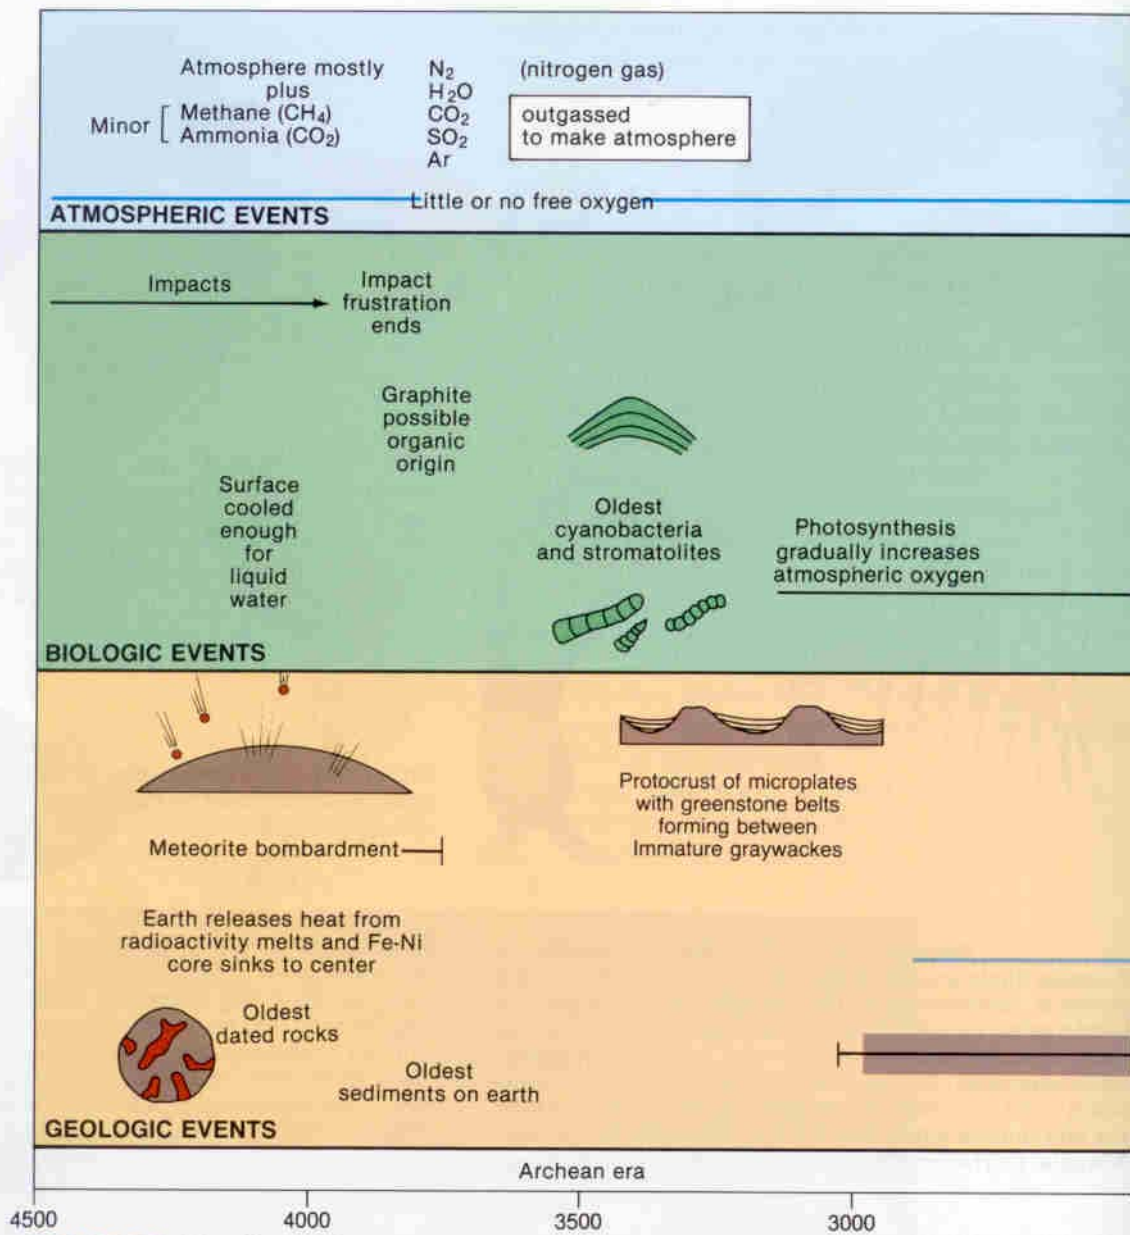 Atmosphere mostly N₂ (nitrogen gas)
plus H₂O
Minor [ Methane (CH₄) CO₂ outgassed
Ammonia (CO₂) SO₂ to make atmosphere
Ar
Little or no free oxygen
ATMOSPHERIC EVENTS
Impacts
Impact
frustration
ends
Graphite
possible
organic
origin
Surface
cooled
enough
for
liquid
water
Oldest
cyanobacteria
and stromatolites
Photosynthesis
gradually increases
atmospheric oxygen
BIOLOGIC EVENTS
Protocrust of microplates
with greenstone belts
forming between
Immature graywackes
Meteorite bombardment
Earth releases heat from
radioactivity melts and Fe-Ni
core sinks to center
Oldest
dated rocks
Oldest
sediments on earth
GEOLOGIC EVENTS
Archean era
4500 4000 3500 3000